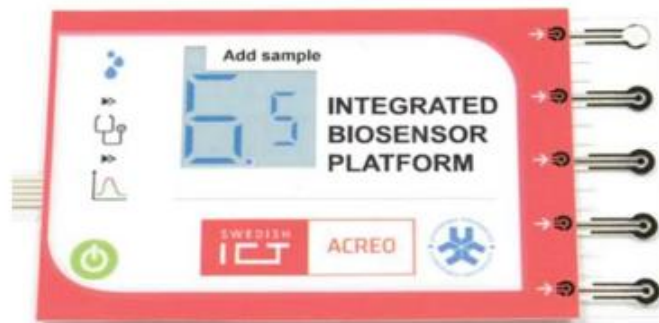 Add sample
6.5
INTEGRATED
BIOSENSOR
PLATFORM
SWEDISH
ICT
ACREO